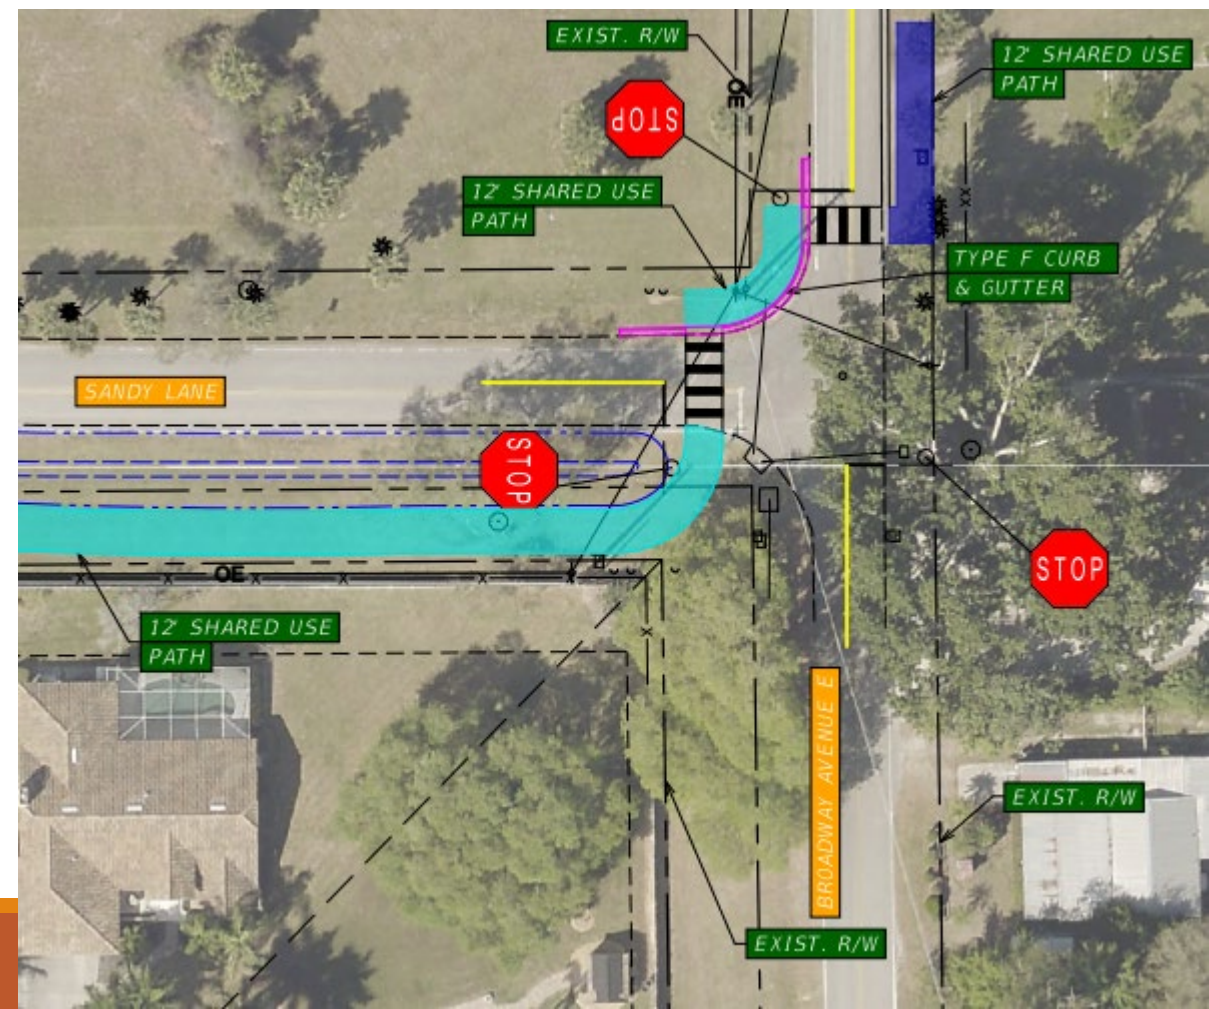 EXIST. R/W
12' SHARED USE
PATH
OE
STOP
12' SHARED USE
PATH
XX
TYPE F CURB
& GUTTER
SANDY LANE
STOP
STOP
OE
12' SHARED USE
PATH
BROADWAY AVENUE E
EXIST. R/W
EXIST. R/W